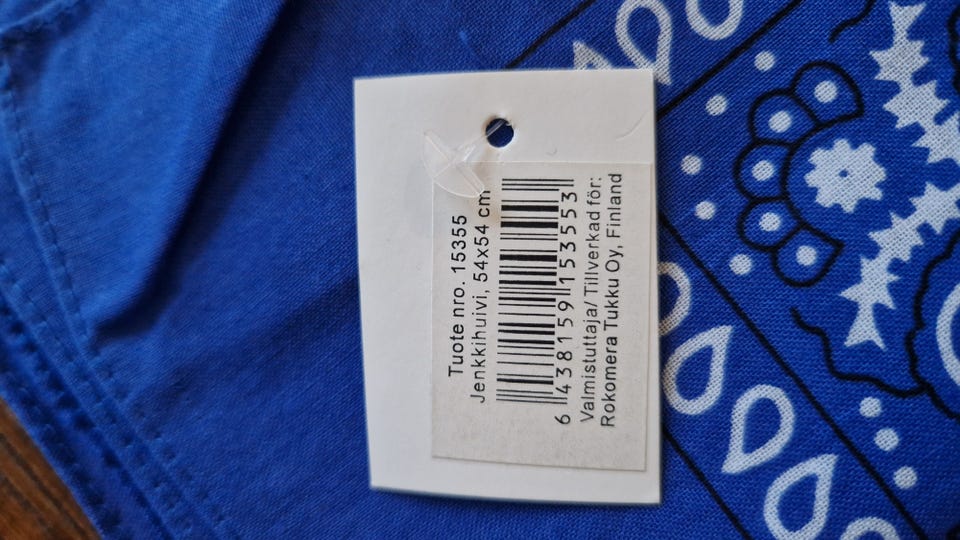 Tuote nro. 15355
Jenkkihuivi, 54x54 cm
6 438159 153553
Valmistuttaja/ Tillverkad för:
Rokomera Tukku Oy, Finland